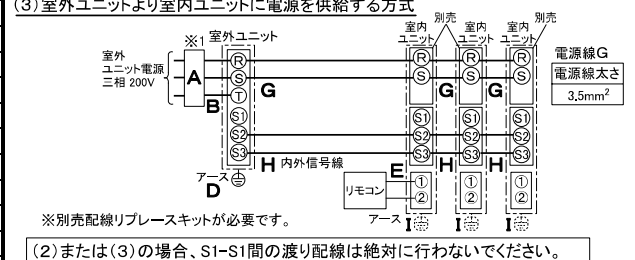 (3)室外ユニットより室内ユニットに電源を供給する方式
※1 室外ユニット
室内ユニット 別売 室内ユニット 室内ユニット 別売
室外ユニット電源
三相 200V
A
B
R
S
T
S1
S2
S3
G
R
S
G
R
S
G
R
S
電源線G
電源線太さ
3.5mm²
S1
S2
S3
S1
S2
S3
S1
S2
S3
H 内外信号線
H
H
アース
D
E
リモコン
①
②
①
②
①
②
アース I
I
I
※別売配線リプレースキットが必要です。
(2)または(3)の場合、S1-S1間の渡り配線は絶対に行わないでください。